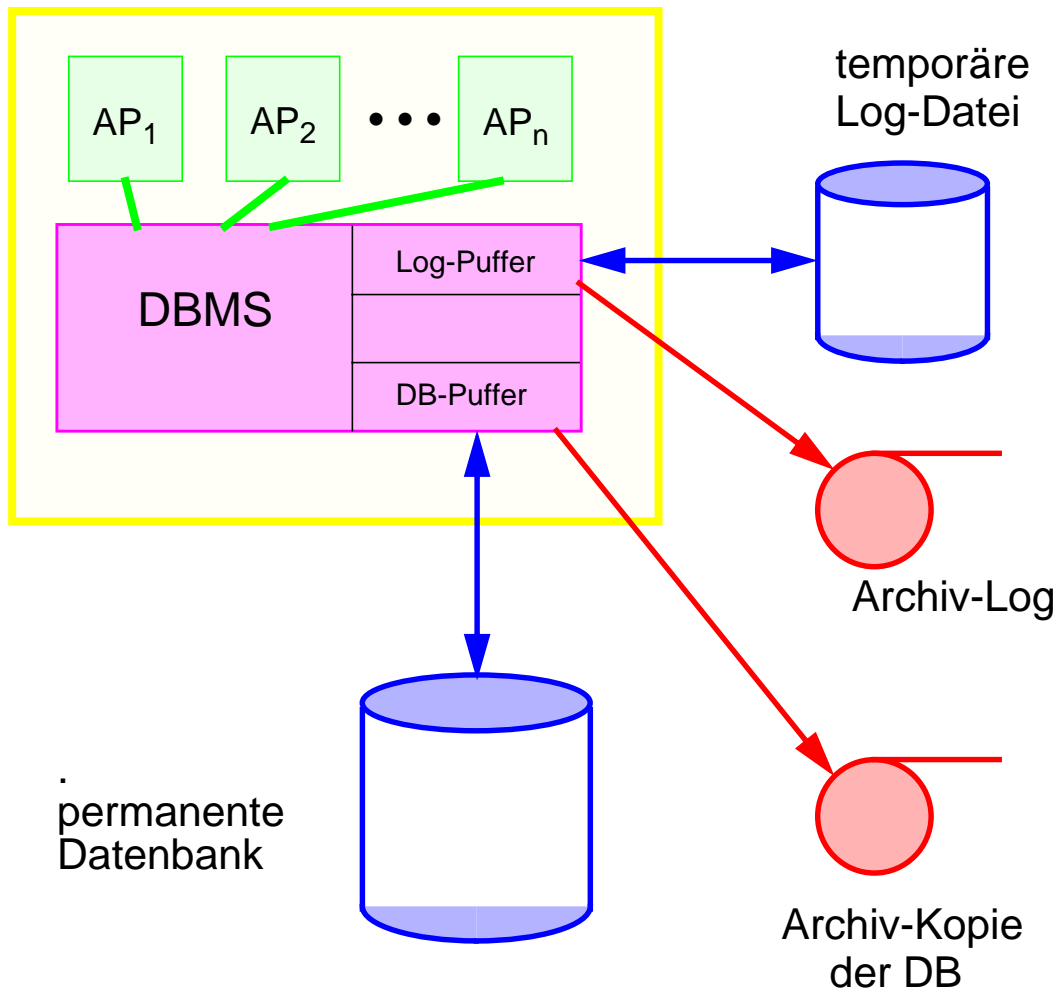 temporäre
Log-Datei
AP1
AP2
• • •
APn
Log-Puffer
DBMS
DB-Puffer
Archiv-Log
.
permanente
Datenbank
Archiv-Kopie
der DB